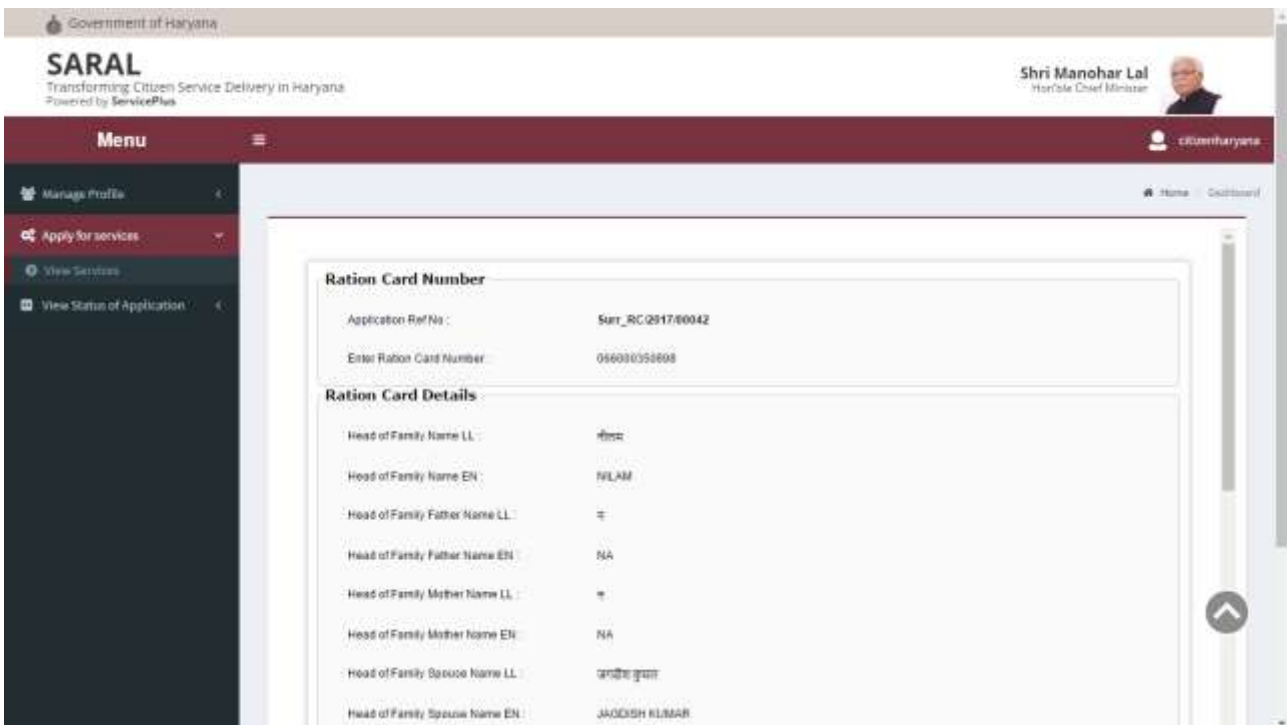 Government of Haryana
SARAL
Transforming Citizen Service Delivery in Haryana
Powered by ServicePlus
Shri Manohar Lal
Hon'ble Chief Minister
Menu
citizenharyana
Manage Profile
Home Dashboard
Apply for services
View Services
View Status of Application
Ration Card Number
Application Ref No :
Surr_RC/2017/00042
Enter Ration Card Number :
Ration Card Details
Head of Family Name LL :
नीलम
Head of Family Name EN :
NILAM
Head of Family Father Name LL :
Head of Family Father Name EN :
NA
Head of Family Mother Name LL :
Head of Family Mother Name EN :
NA
Head of Family Spouse Name LL :
जगदीश कुमार
Head of Family Spouse Name EN :
JAGDISH KUMAR